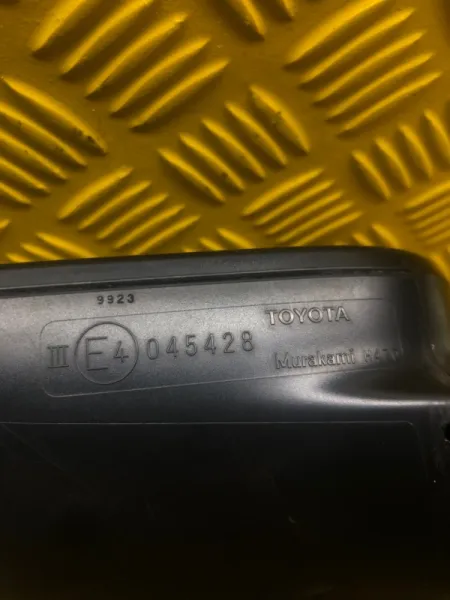 9923
TOYOTA
III E4 045428
Murakami